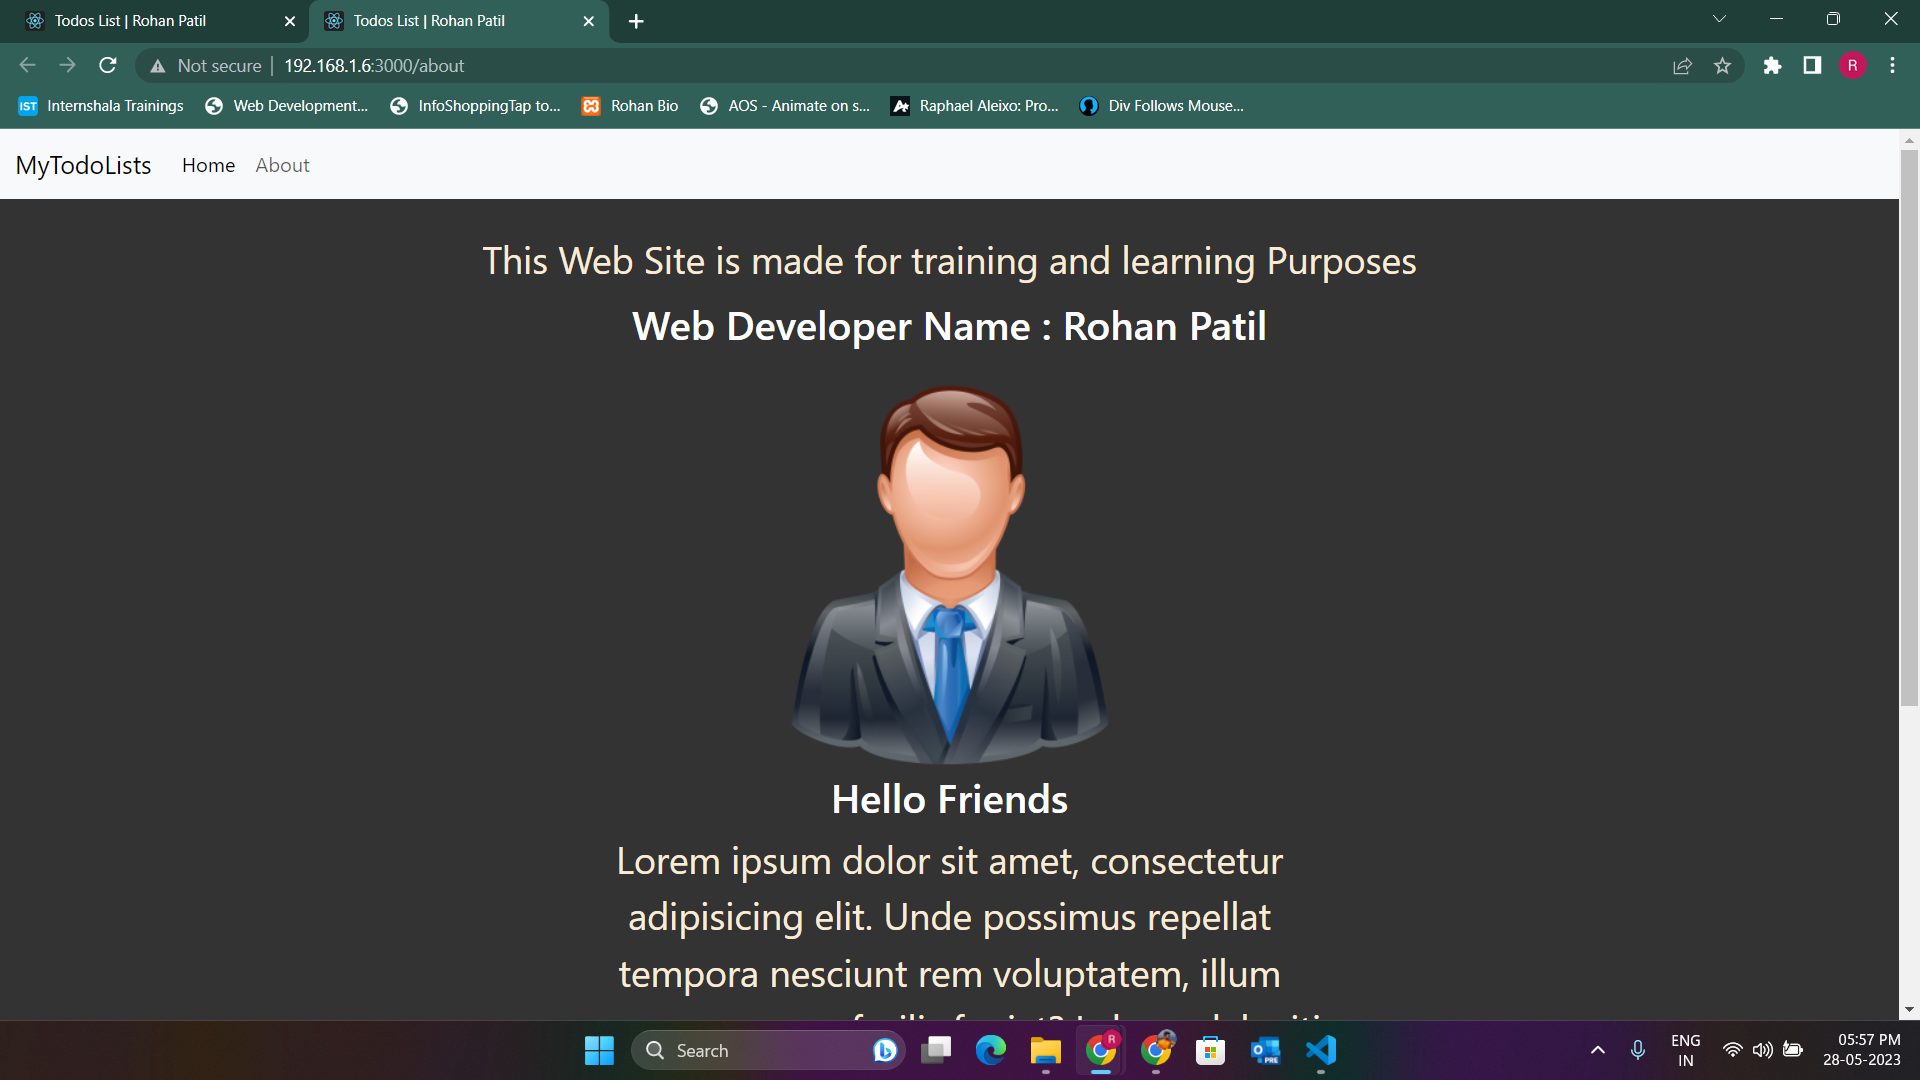 Todos List | Rohan Patil
Todos List | Rohan Patil
Not secure
192.168.1.6:3000/about
R
IST Internshala Trainings
Web Development...
InfoShoppingTap to...
Rohan Bio
AOS - Animate on s...
Raphael Aleixo: Pro...
Div Follows Mouse...
MyTodoLists Home About
This Web Site is made for training and learning Purposes
Web Developer Name : Rohan Patil
Hello Friends
Lorem ipsum dolor sit amet, consectetur
adipisicing elit. Unde possimus repellat
tempora nesciunt rem voluptatem, illum
Search
R
PRE
ENG
IN
05:57 PM
28-05-2023